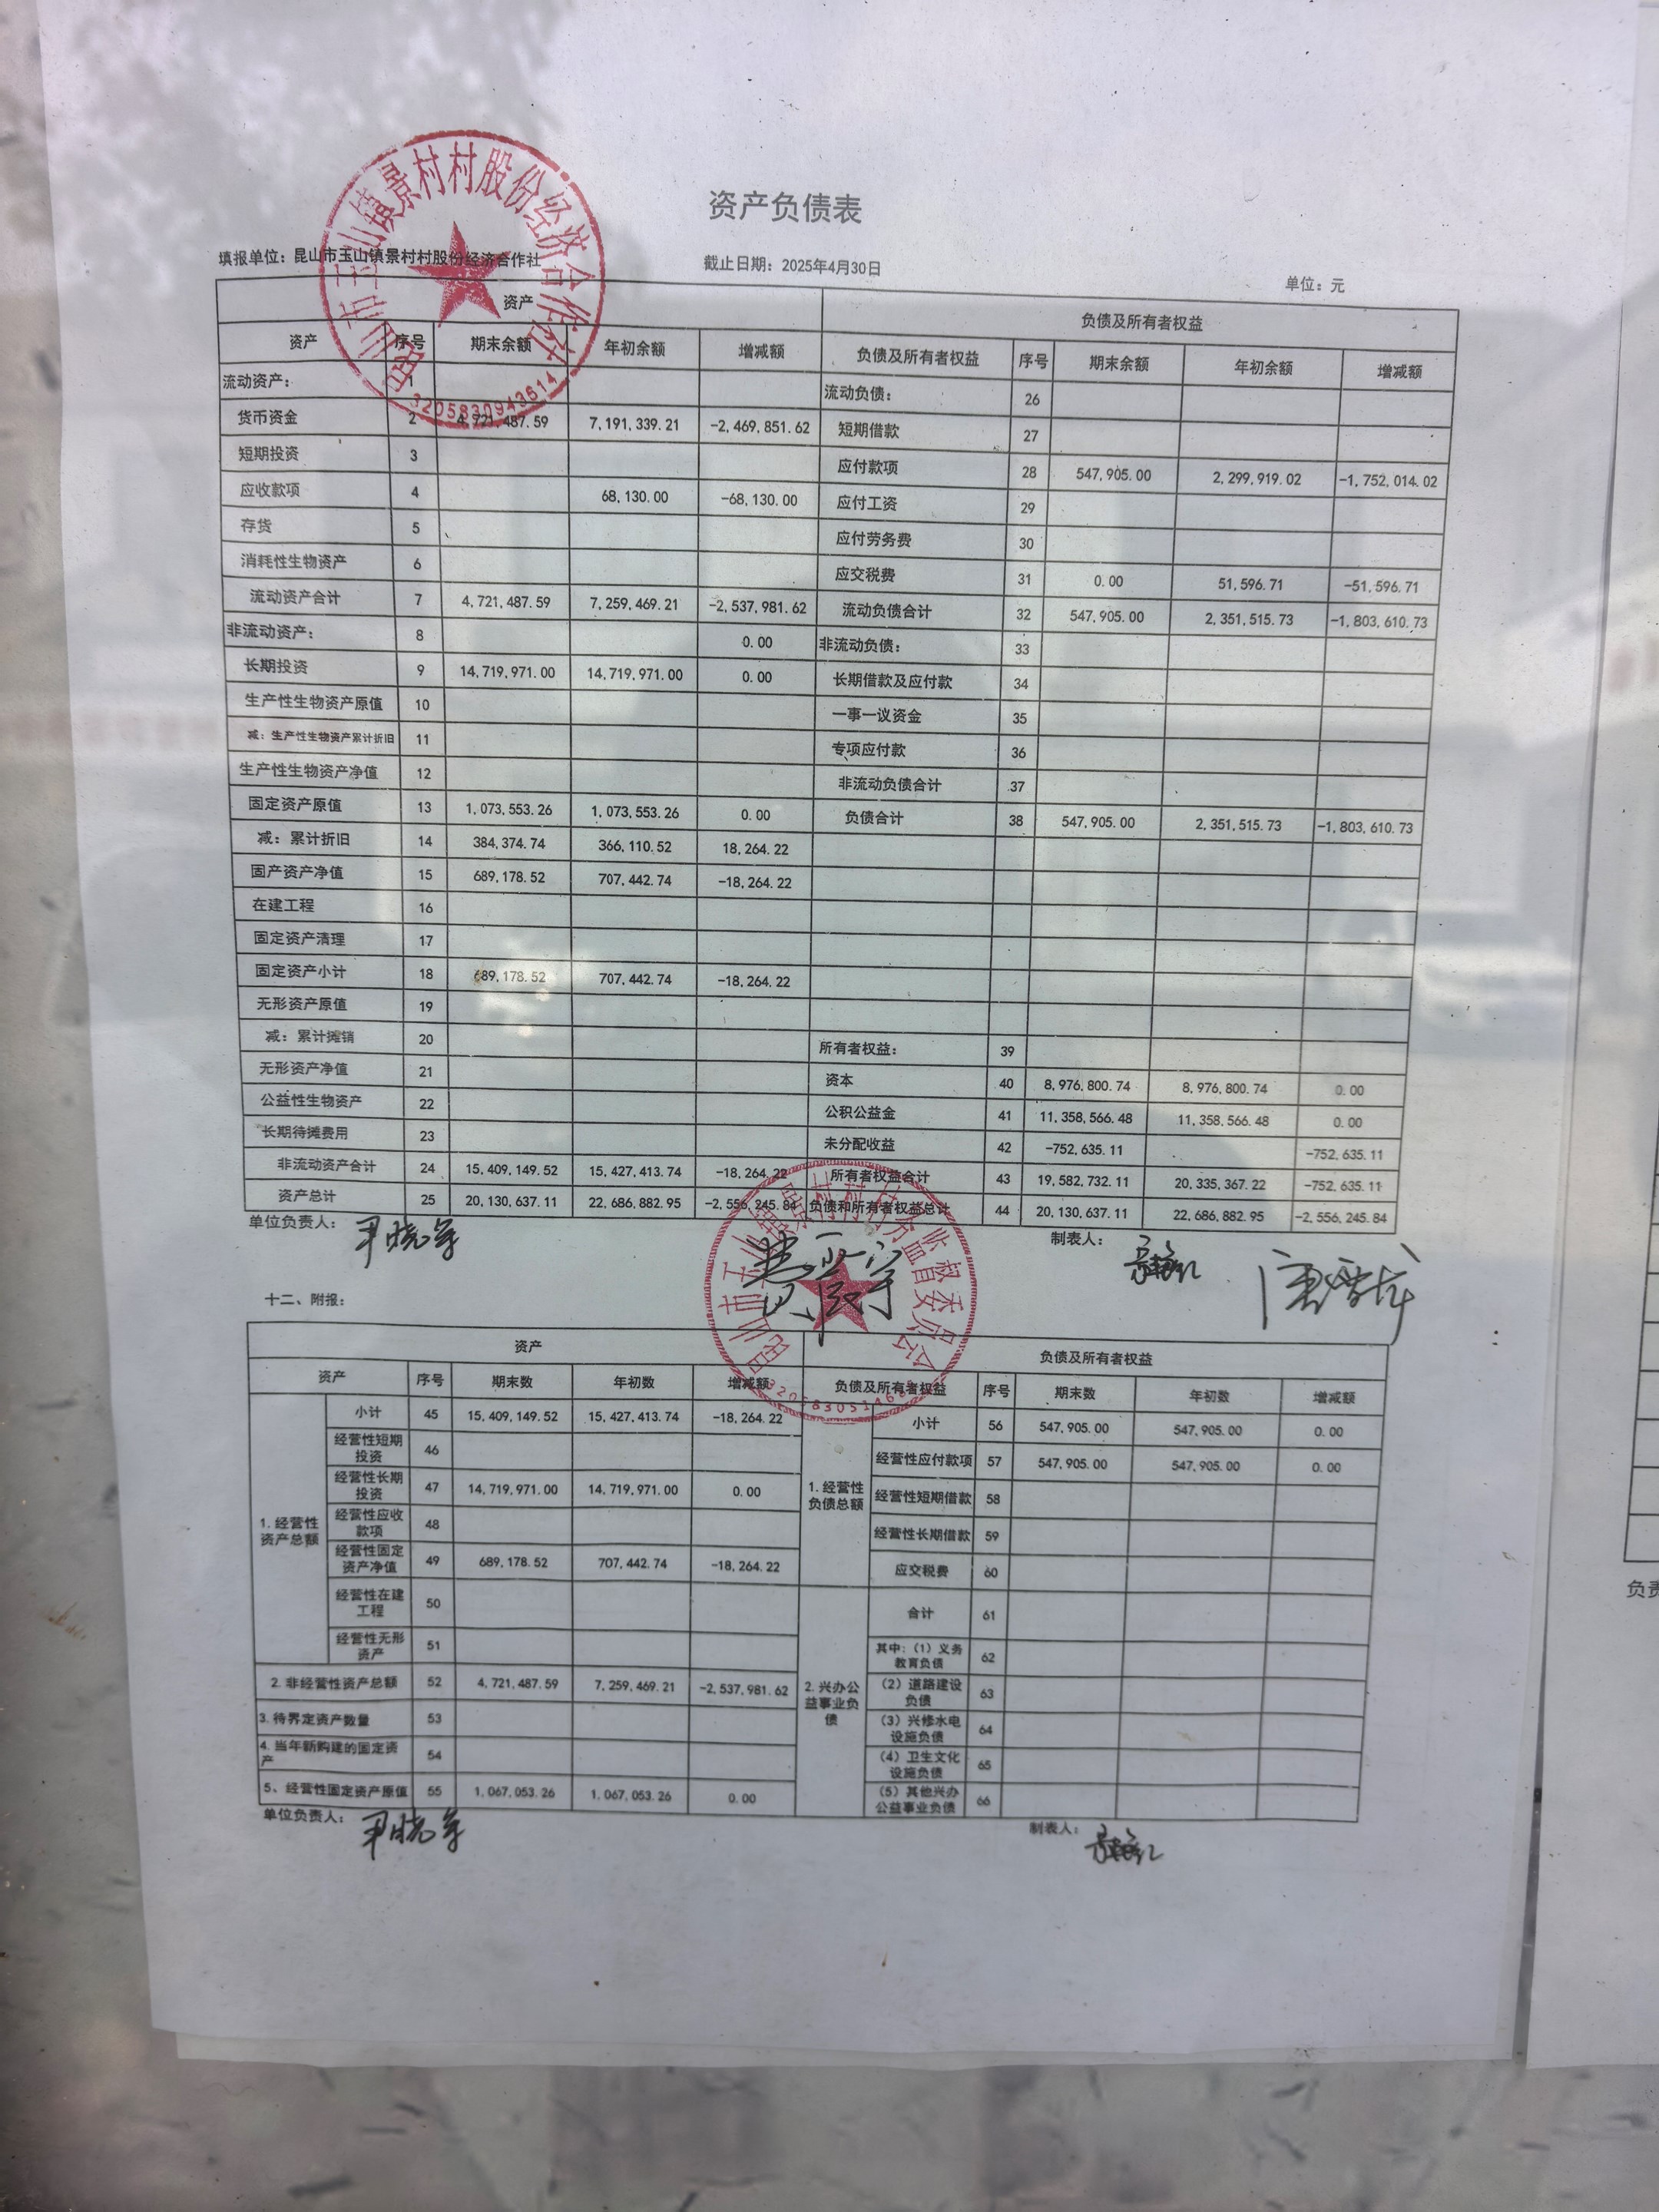 资产负债表
填报单位：昆山市玉山镇景村村股份经济合作社 截止日期：2025年4月30日 单位：元
昆山市玉山镇景村村股份经济合作社
3205830943614
资产 负债及所有者权益
资产 序号 期末余额 年初余额 增减额 负债及所有者权益 序号 期末余额 年初余额 增减额
流动资产： 1 流动负债： 26
货币资金 2 4,721,487.59 7,191,339.21 -2,469,851.62 短期借款 27
短期投资 3 应付款项 28 547,905.00 2,299,919.02 -1,752,014.02
应收款项 4 68,130.00 -68,130.00 应付工资 29
存货 5 应付劳务费 30
消耗性生物资产 6 应交税费 31 0.00 51,596.71 -51,596.71
流动资产合计 7 4,721,487.59 7,259,469.21 -2,537,981.62 流动负债合计 32 547,905.00 2,351,515.73 -1,803,610.73
非流动资产： 8 0.00 非流动负债： 33
长期投资 9 14,719,971.00 14,719,971.00 0.00 长期借款及应付款 34
生产性生物资产原值 10 一事一议资金 35
减：生产性生物资产累计折旧 11 专项应付款 36
生产性生物资产净值 12 非流动负债合计 37
固定资产原值 13 1,073,553.26 1,073,553.26 0.00 负债合计 38 547,905.00 2,351,515.73 -1,803,610.73
减：累计折旧 14 384,374.74 366,110.52 18,264.22
固产资产净值 15 689,178.52 707,442.74 -18,264.22
在建工程 16
固定资产清理 17
固定资产小计 18 689,178.52 707,442.74 -18,264.22
无形资产原值 19
减：累计摊销 20 所有者权益： 39
无形资产净值 21 资本 40 8,976,800.74 8,976,800.74 0.00
公益性生物资产 22 公积公益金 41 11,358,566.48 11,358,566.48 0.00
长期待摊费用 23 未分配收益 42 -752,635.11 -752,635.11
非流动资产合计 24 15,409,149.52 15,427,413.74 -18,264.22 所有者权益合计 43 19,582,732.11 20,335,367.22 -752,635.11
资产总计 25 20,130,637.11 22,686,882.95 -2,556,245.84 负债和所有者权益总计 44 20,130,637.11 22,686,882.95 -2,556,245.84
单位负责人： 制表人：
十二、附报：
资产 负债及所有者权益
资产 序号 期末数 年初数 增减额 负债及所有者权益 序号 期末数 年初数 增减额
1.经营性资产总额 小计 45 15,409,149.52 15,427,413.74 -18,264.22 1.经营性负债总额 小计 56 547,905.00 547,905.00 0.00
经营性短期投资 46 经营性应付款项 57 547,905.00 547,905.00 0.00
经营性长期投资 47 14,719,971.00 14,719,971.00 0.00 经营性短期借款 58
经营性应收款项 48 经营性长期借款 59
经营性固定资产净值 49 689,178.52 707,442.74 -18,264.22 应交税费 60
经营性在建工程 50 2.兴办公益事业负债 合计 61
经营性无形资产 51 其中：（1）义务教育负债 62
2.非经营性资产总额 52 4,721,487.59 7,259,469.21 -2,537,981.62 （2）道路建设负债 63
3.待界定资产数量 53 （3）兴修水电设施负债 64
4.当年新购建的固定资产 54 （4）卫生文化设施负债 65
5、经营性固定资产原值 55 1,067,053.26 1,067,053.26 0.00 （5）其他兴办公益事业负债 66
单位负责人： 制表人：